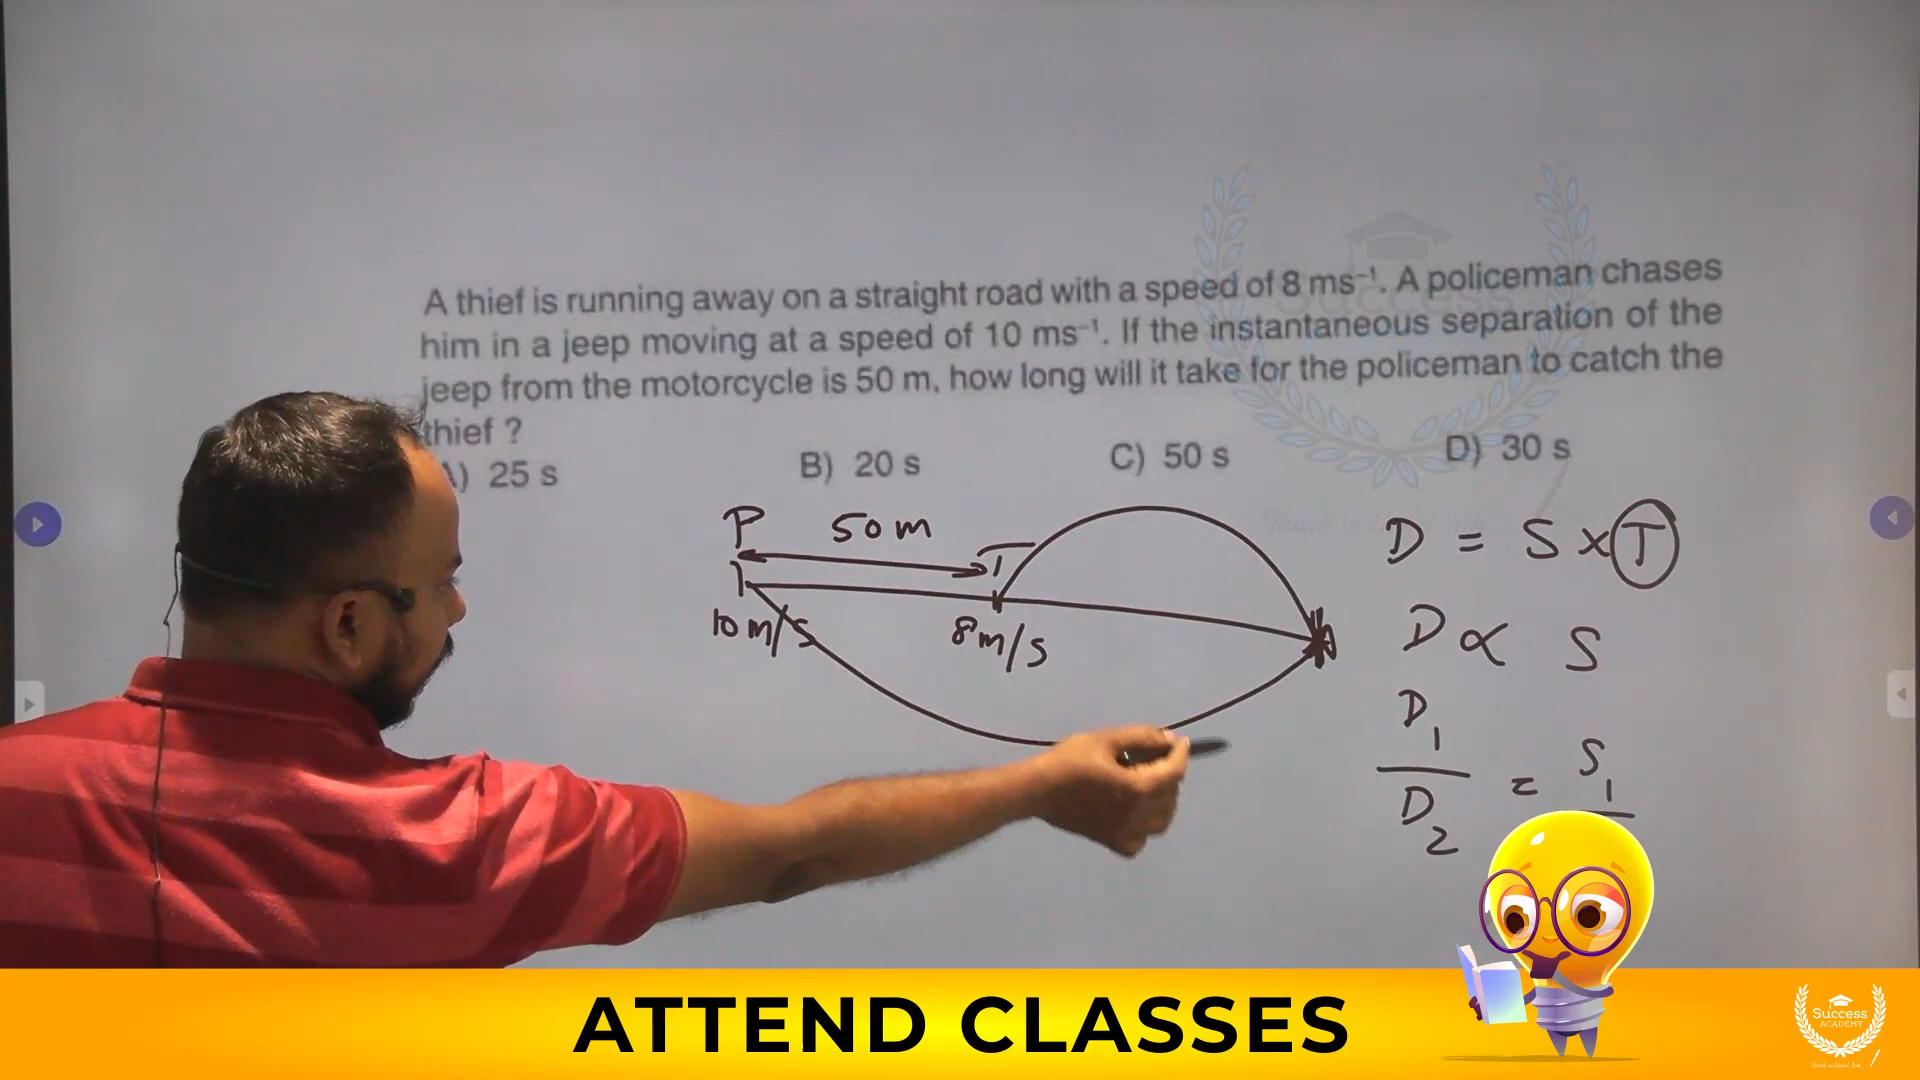 A thief is running away on a straight road with a speed of 8 ms⁻¹. A policeman chases
him in a jeep moving at a speed of 10 ms⁻¹. If the instantaneous separation of the
jeep from the motorcycle is 50 m, how long will it take for the policeman to catch the
thief ?
) 25 s B) 20 s C) 50 s D) 30 s
P 50 m T
10 m/s 8 m/s
D = S × T
D ∝ S
D₁
D₂
= S₁
ATTEND CLASSES
Success
ACADEMY